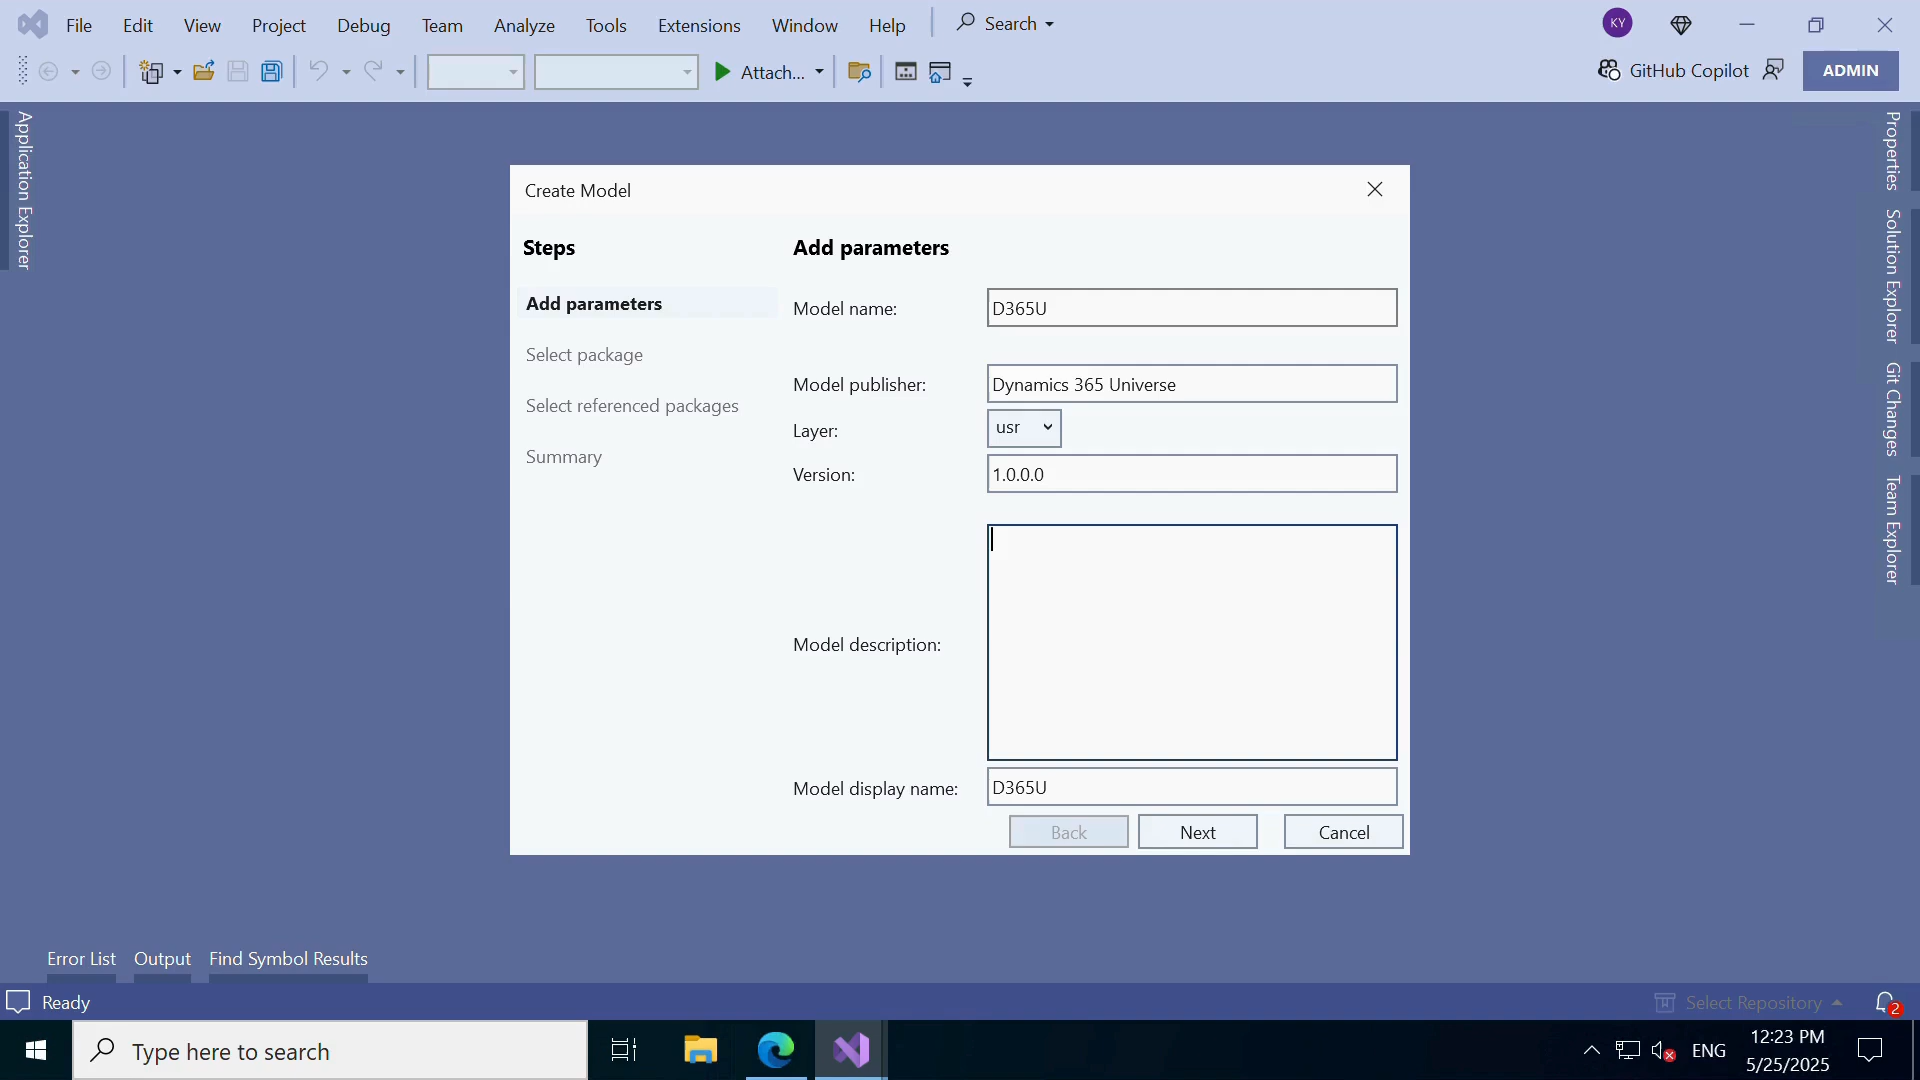 File Edit View Project Debug Team Analyze Tools Extensions Window Help Search
KY
Attach...
GitHub Copilot
ADMIN
Application Explorer
Properties
Solution Explorer
Git Changes
Team Explorer
Create Model
Steps
Add parameters
Select package
Select referenced packages
Summary
Add parameters
Model name: D365U
Model publisher: Dynamics 365 Universe
Layer: usr
Version: 1.0.0.0
Model description:
Model display name: D365U
Back Next Cancel
Error List Output Find Symbol Results
Ready
Select Repository
2
Type here to search
ENG
12:23 PM
5/25/2025